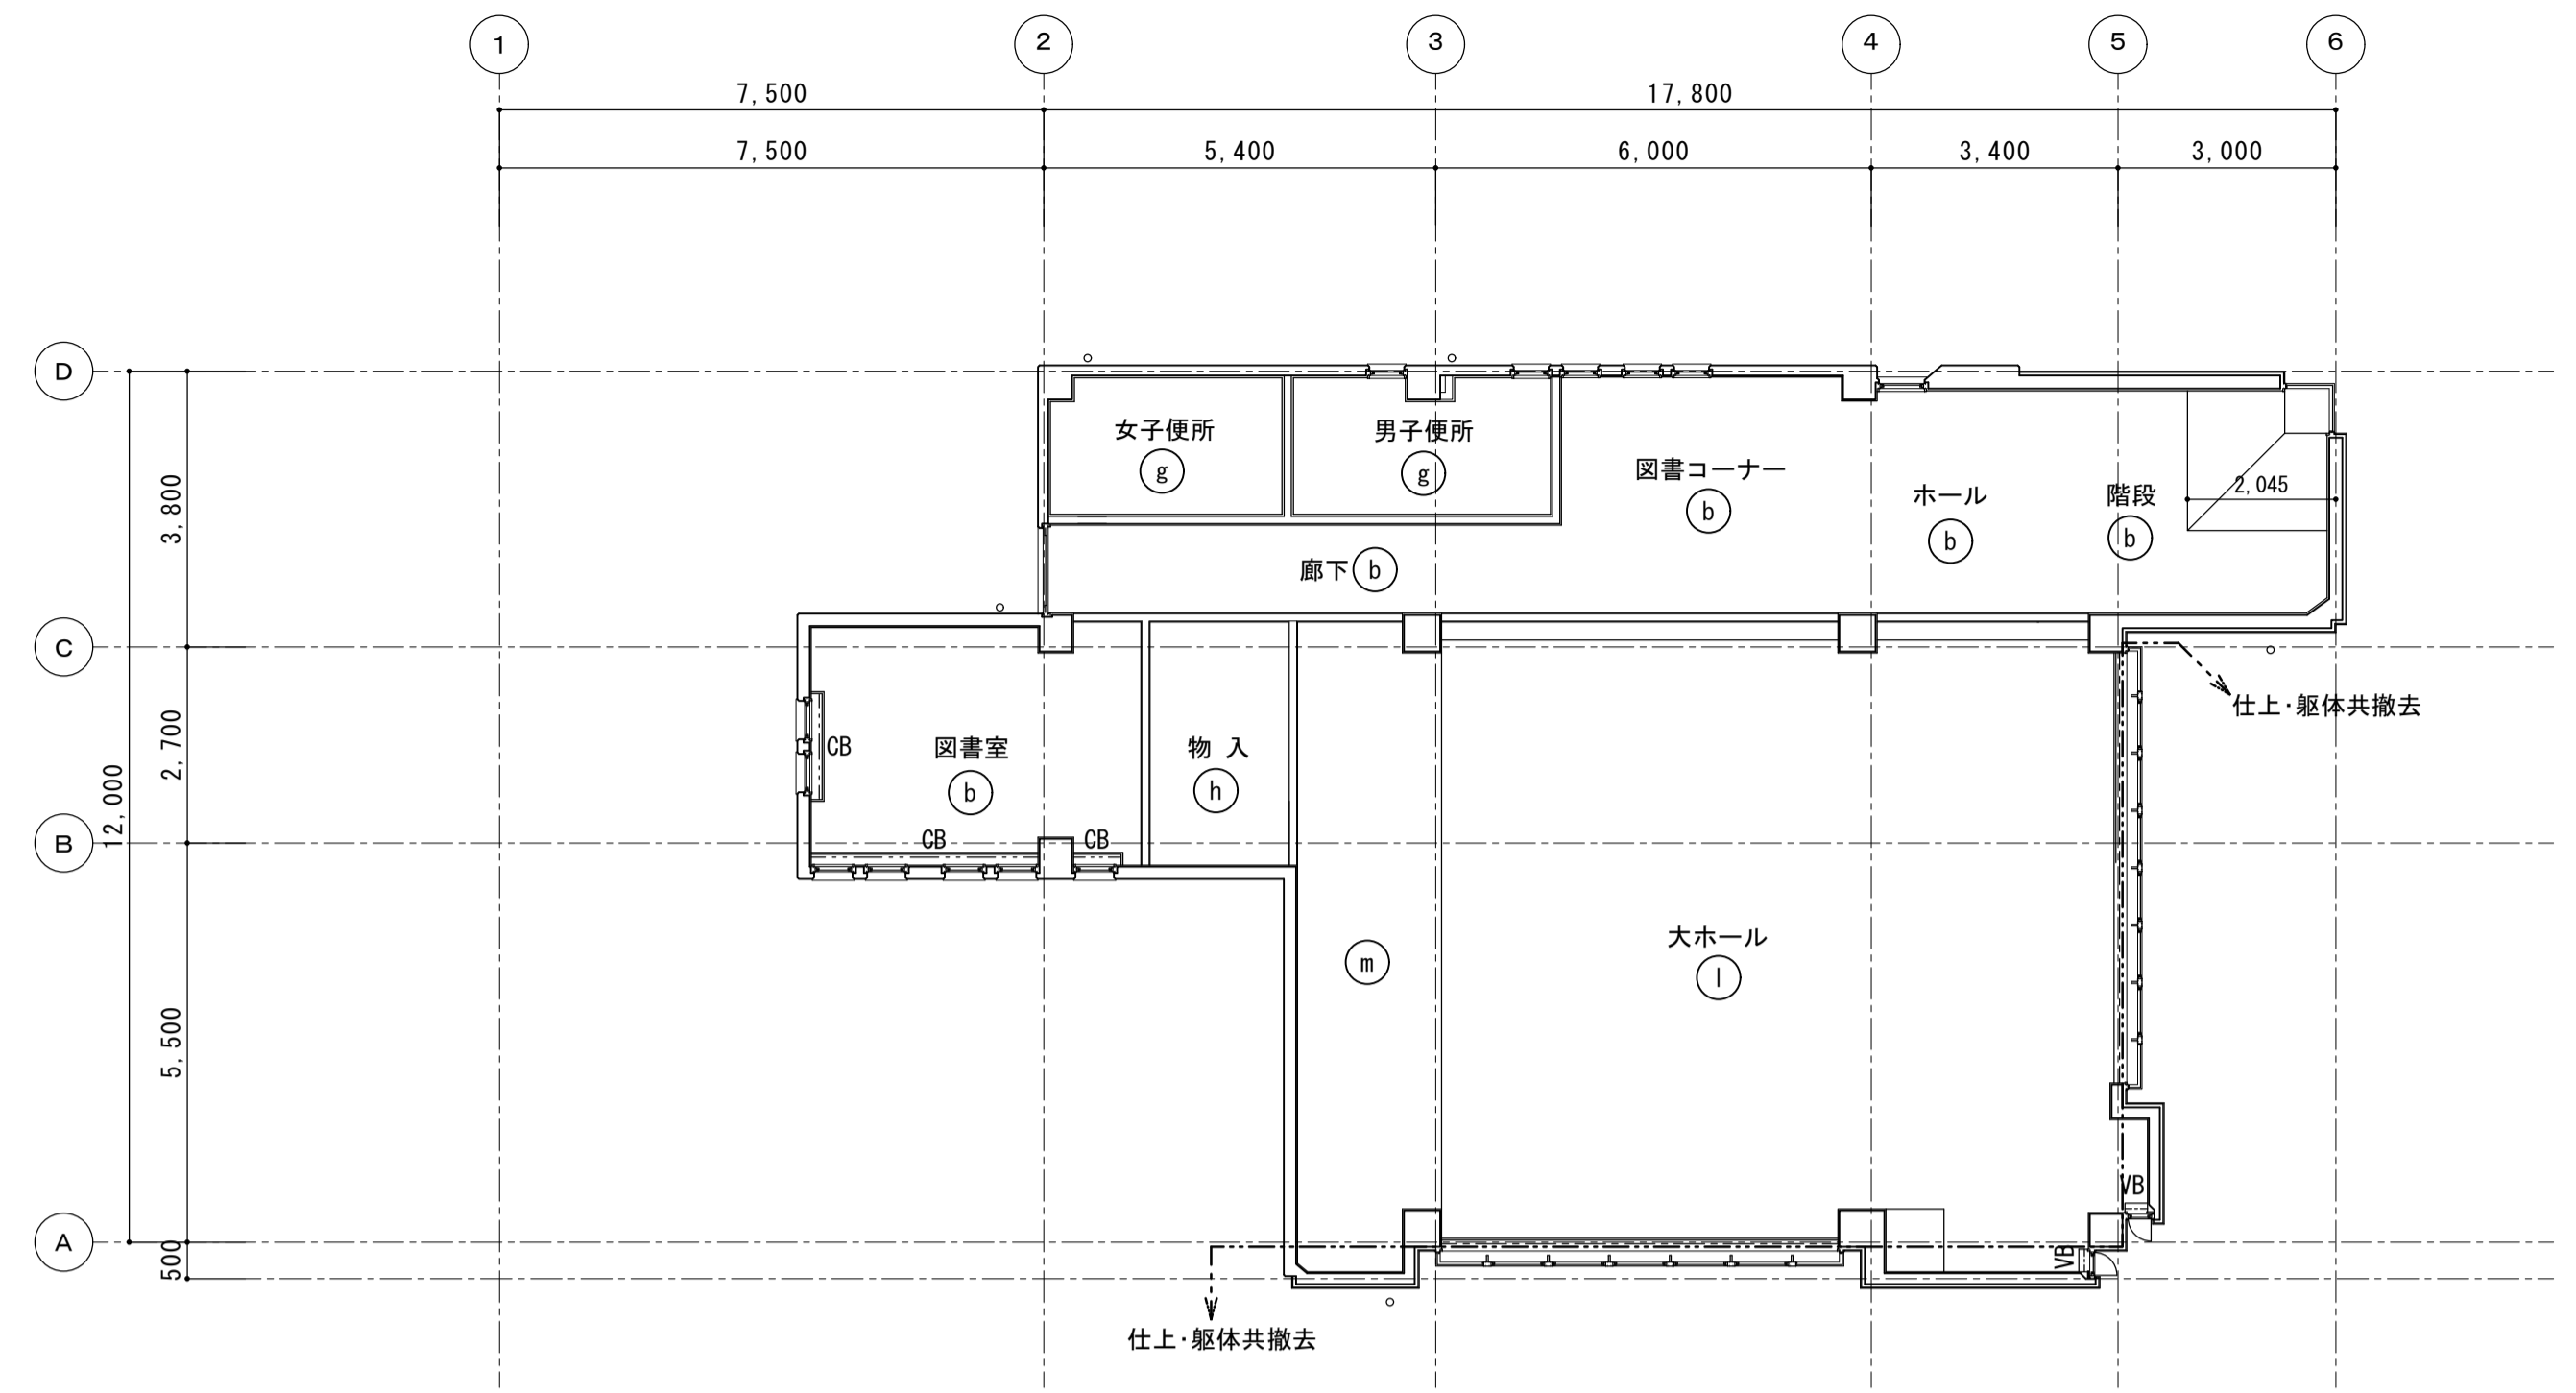 1 2 3 4 5 6
7,500 17,800
7,500 5,400 6,000 3,400 3,000
D
C
B
A
3,800
2,700
12,000
5,500
500
女子便所
g
男子便所
g
図書コーナー
b
ホール
b
階段
b
2,045
廊下 b
仕上・躯体共撤去
CB
図書室
b
物 入
h
CB
CB
大ホール
l
m
VB
VB
仕上・躯体共撤去